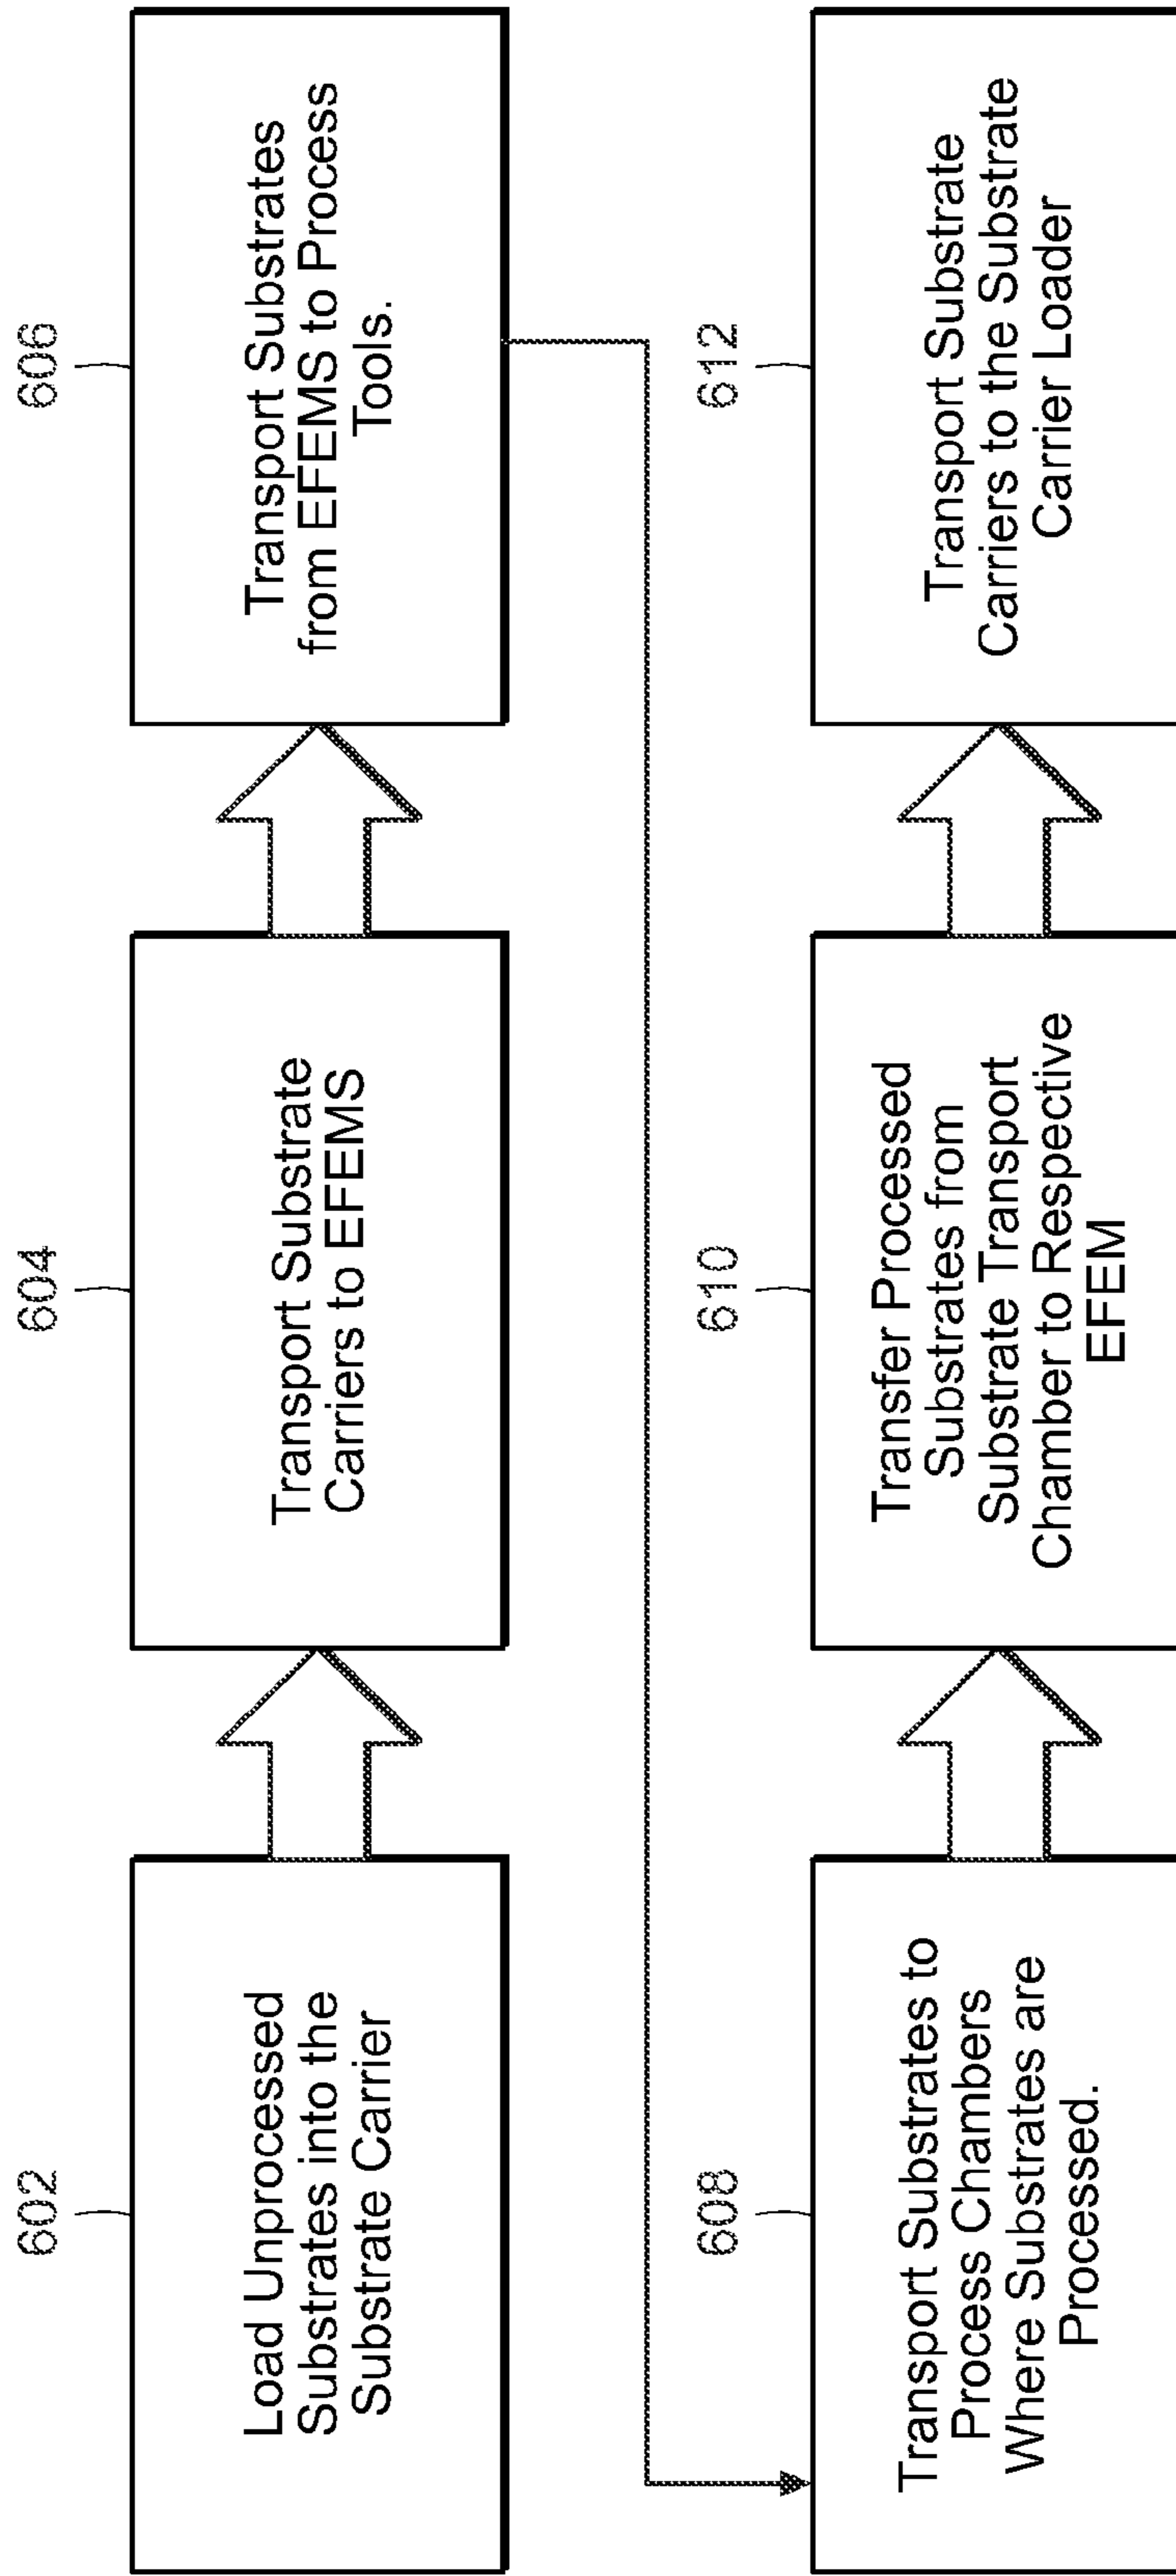 602
Load Unprocessed
Substrates into the
Substrate Carrier
604
Transport Substrate
Carriers to EFEMS
606
Transport Substrates
from EFEMS to Process
Tools.
608
Transport Substrates to
Process Chambers
Where Substrates are
Processed.
610
Transfer Processed
Substrates from
Substrate Transport
Chamber to Respective
EFEM
612
Transport Substrate
Carriers to the Substrate
Carrier Loader